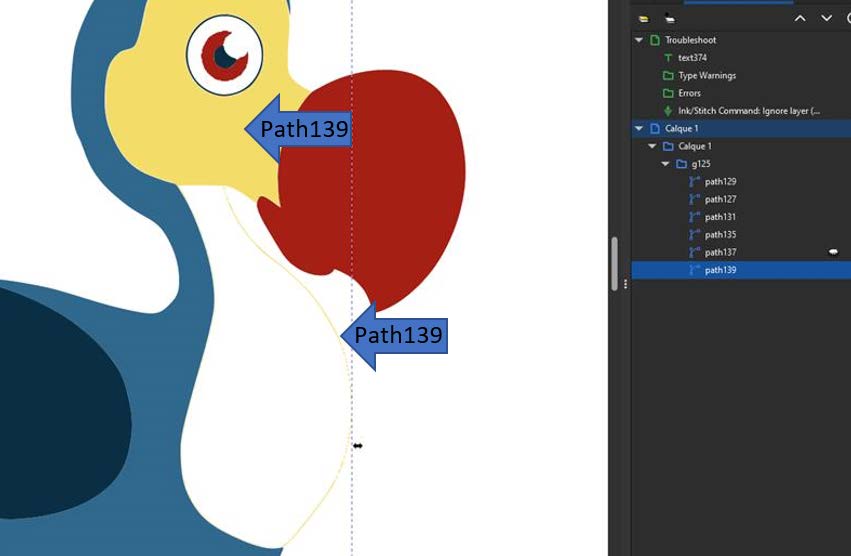 Path139
Path139
Troubleshoot
text374
Type Warnings
Errors
Ink/Stitch Command: Ignore layer (...
Calque 1
Calque 1
g125
path129
path127
path131
path135
path137
path139